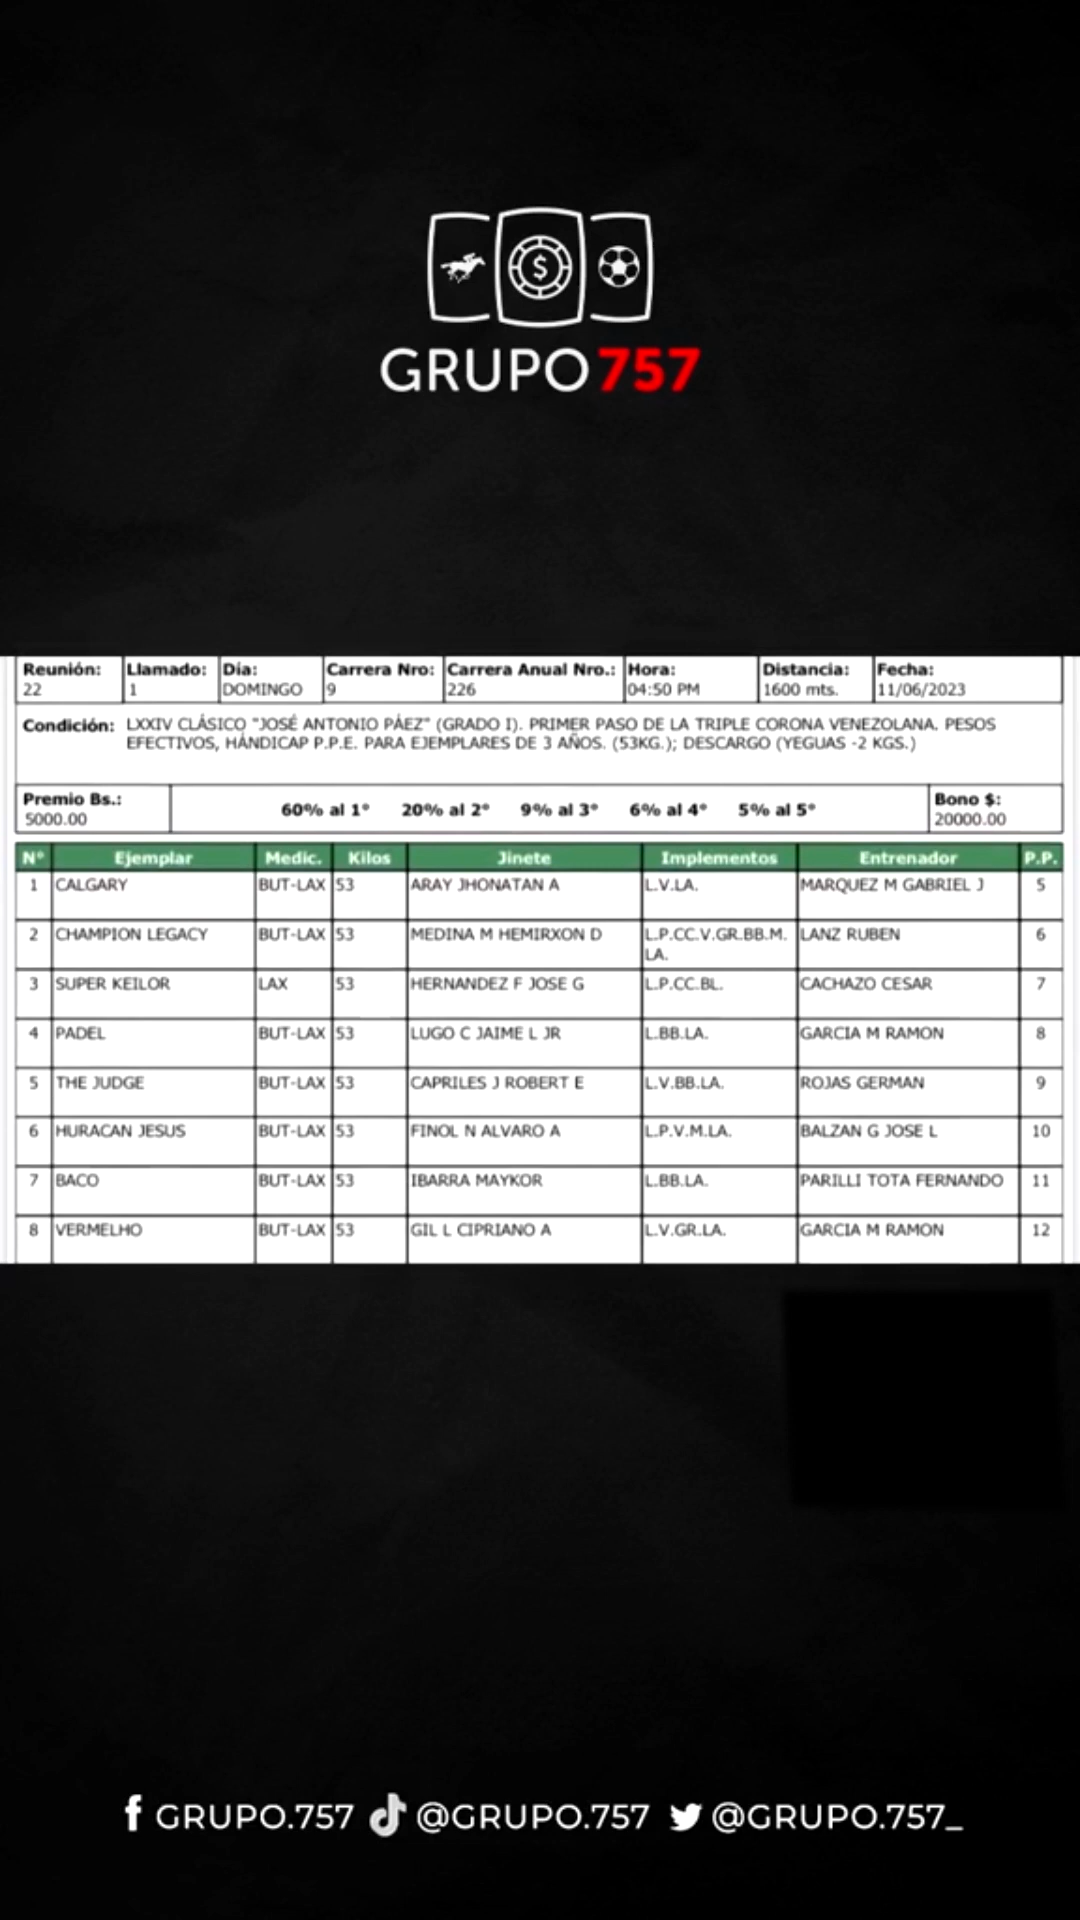 GRUPO 757
Reunión: Llamado: Día: Carrera Nro: Carrera Anual Nro.: Hora: Distancia: Fecha:
22 1 DOMINGO 9 226 04:50 PM 1600 mts. 11/06/2023
Condición: LXXIV CLÁSICO "JOSÉ ANTONIO PÁEZ" (GRADO I). PRIMER PASO DE LA TRIPLE CORONA VENEZOLANA. PESOS
EFECTIVOS, HÁNDICAP P.P.E. PARA EJEMPLARES DE 3 AÑOS. (53KG.); DESCARGO (YEGUAS -2 KGS.)
Premio Bs.: 60% al 1° 20% al 2° 9% al 3° 6% al 4° 5% al 5° Bono $:
5000.00 20000.00
N° Ejemplar Medic. Kilos Jinete Implementos Entrenador P.P.
1 CALGARY BUT-LAX 53 ARAY JHONATAN A L.V.LA. MARQUEZ M GABRIEL J 5
2 CHAMPION LEGACY BUT-LAX 53 MEDINA M HEMIRXON D L.P.CC.V.GR.BB.M. LANZ RUBEN 6
LA.
3 SUPER KEILOR LAX 53 HERNANDEZ F JOSE G L.P.CC.BL. CACHAZO CESAR 7
4 PADEL BUT-LAX 53 LUGO C JAIME L JR L.BB.LA. GARCIA M RAMON 8
5 THE JUDGE BUT-LAX 53 CAPRILES J ROBERT E L.V.BB.LA. ROJAS GERMAN 9
6 HURACAN JESUS BUT-LAX 53 FINOL N ALVARO A L.P.V.M.LA. BALZAN G JOSE L 10
7 BACO BUT-LAX 53 IBARRA MAYKOR L.BB.LA. PARILLI TOTA FERNANDO 11
8 VERMELHO BUT-LAX 53 GIL L CIPRIANO A L.V.GR.LA. GARCIA M RAMON 12
GRUPO.757 @GRUPO.757 @GRUPO.757_